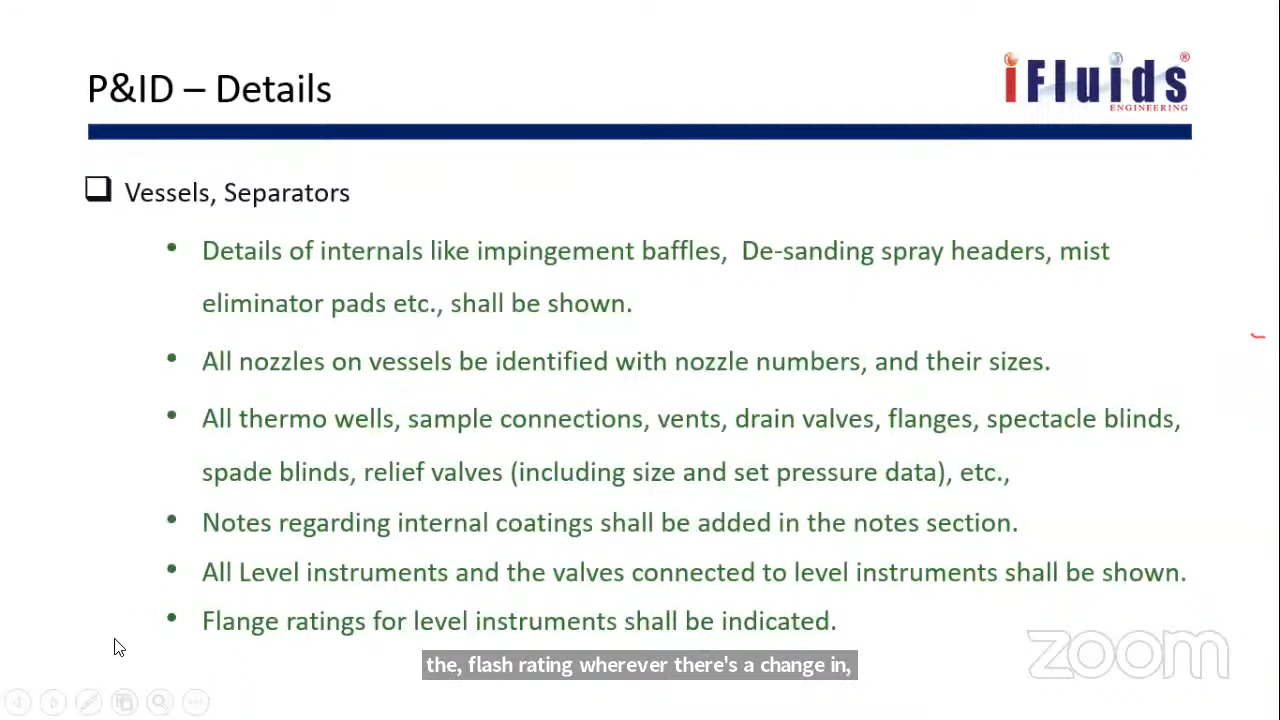 P&ID – Details
iFluids®
ENGINEERING
Vessels, Separators
• Details of internals like impingement baffles, De-sanding spray headers, mist
eliminator pads etc., shall be shown.
• All nozzles on vessels be identified with nozzle numbers, and their sizes.
• All thermo wells, sample connections, vents, drain valves, flanges, spectacle blinds,
spade blinds, relief valves (including size and set pressure data), etc.,
• Notes regarding internal coatings shall be added in the notes section.
• All Level instruments and the valves connected to level instruments shall be shown.
• Flange ratings for level instruments shall be indicated.
the, flash rating wherever there's a change in,
zoom